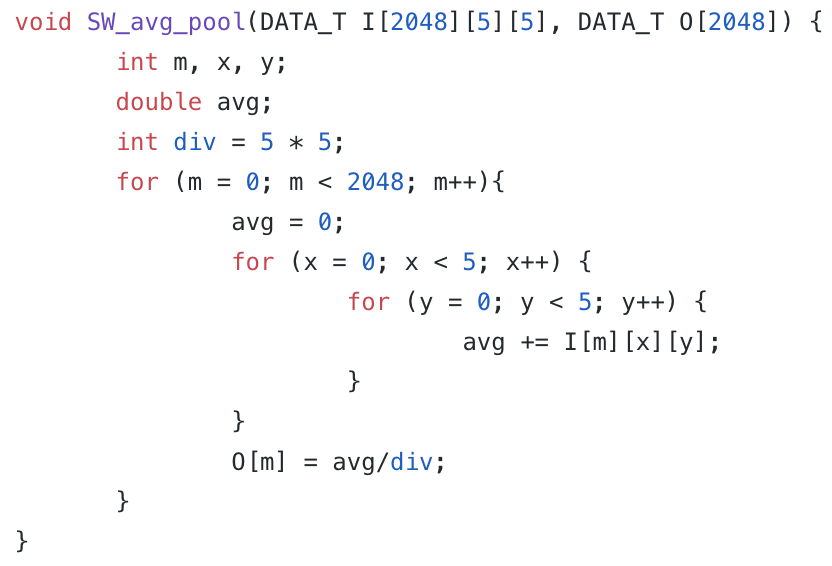 void SW_avg_pool(DATA_T I[2048][5][5], DATA_T O[2048]) {
int m, x, y;
double avg;
int div = 5 * 5;
for (m = 0; m < 2048; m++){
avg = 0;
for (x = 0; x < 5; x++) {
for (y = 0; y < 5; y++) {
avg += I[m][x][y];
}
}
O[m] = avg/div;
}
}